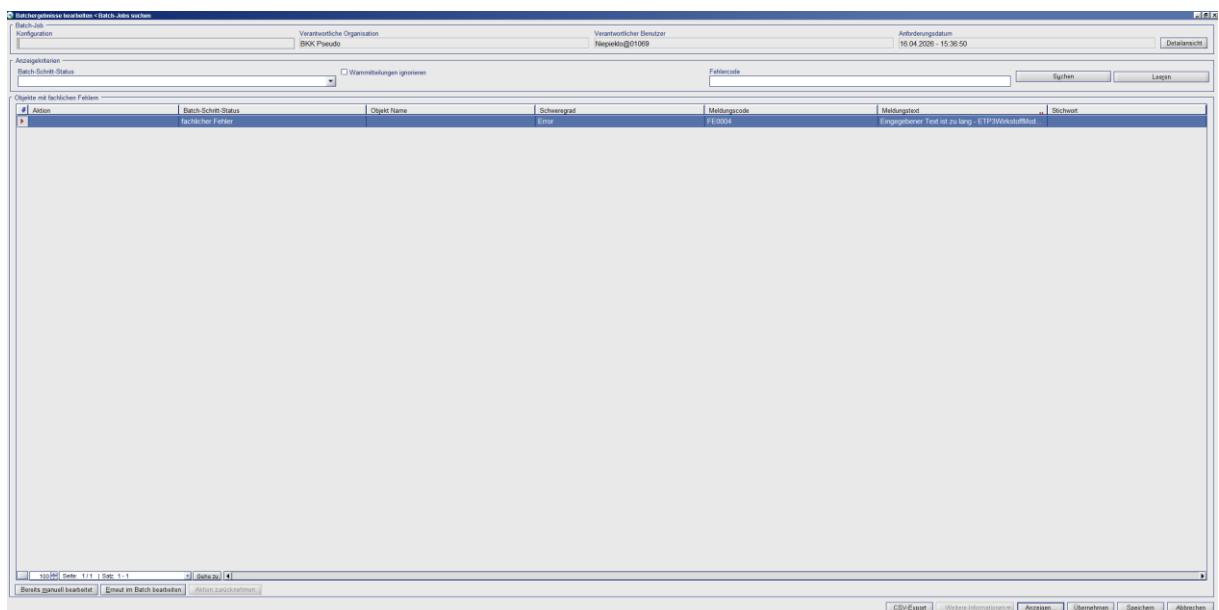 Batchergebnisse bearbeiten < Batch-Jobs suchen
Batch-Job
Konfiguration Verantwortliche Organisation Verantwortlicher Benutzer Anforderungsdatum
BKK Pseudo Niepieklo@01069 16.04.2026 - 15:36:50 Detailansicht
Anzeigekriterien
Batch-Schritt-Status Warnmitteilungen ignorieren Fehlercode
Suchen Leeren
Objekte mit fachlichen Fehlern
# Aktion Batch-Schritt-Status Objekt Name Schweregrad Meldungscode Meldungstext Stichwort
fachlicher Fehler Error FE0004 Eingegebener Text ist zu lang - ETP3WirkstoffMod...
100 Seite: 1 / 1 | Satz: 1 - 1 Gehe zu
Bereits manuell bearbeitet Erneut im Batch bearbeiten Aktion zurücknehmen
CSV-Export Weitere Informationen Anzeigen... Übernehmen Speichern Abbrechen